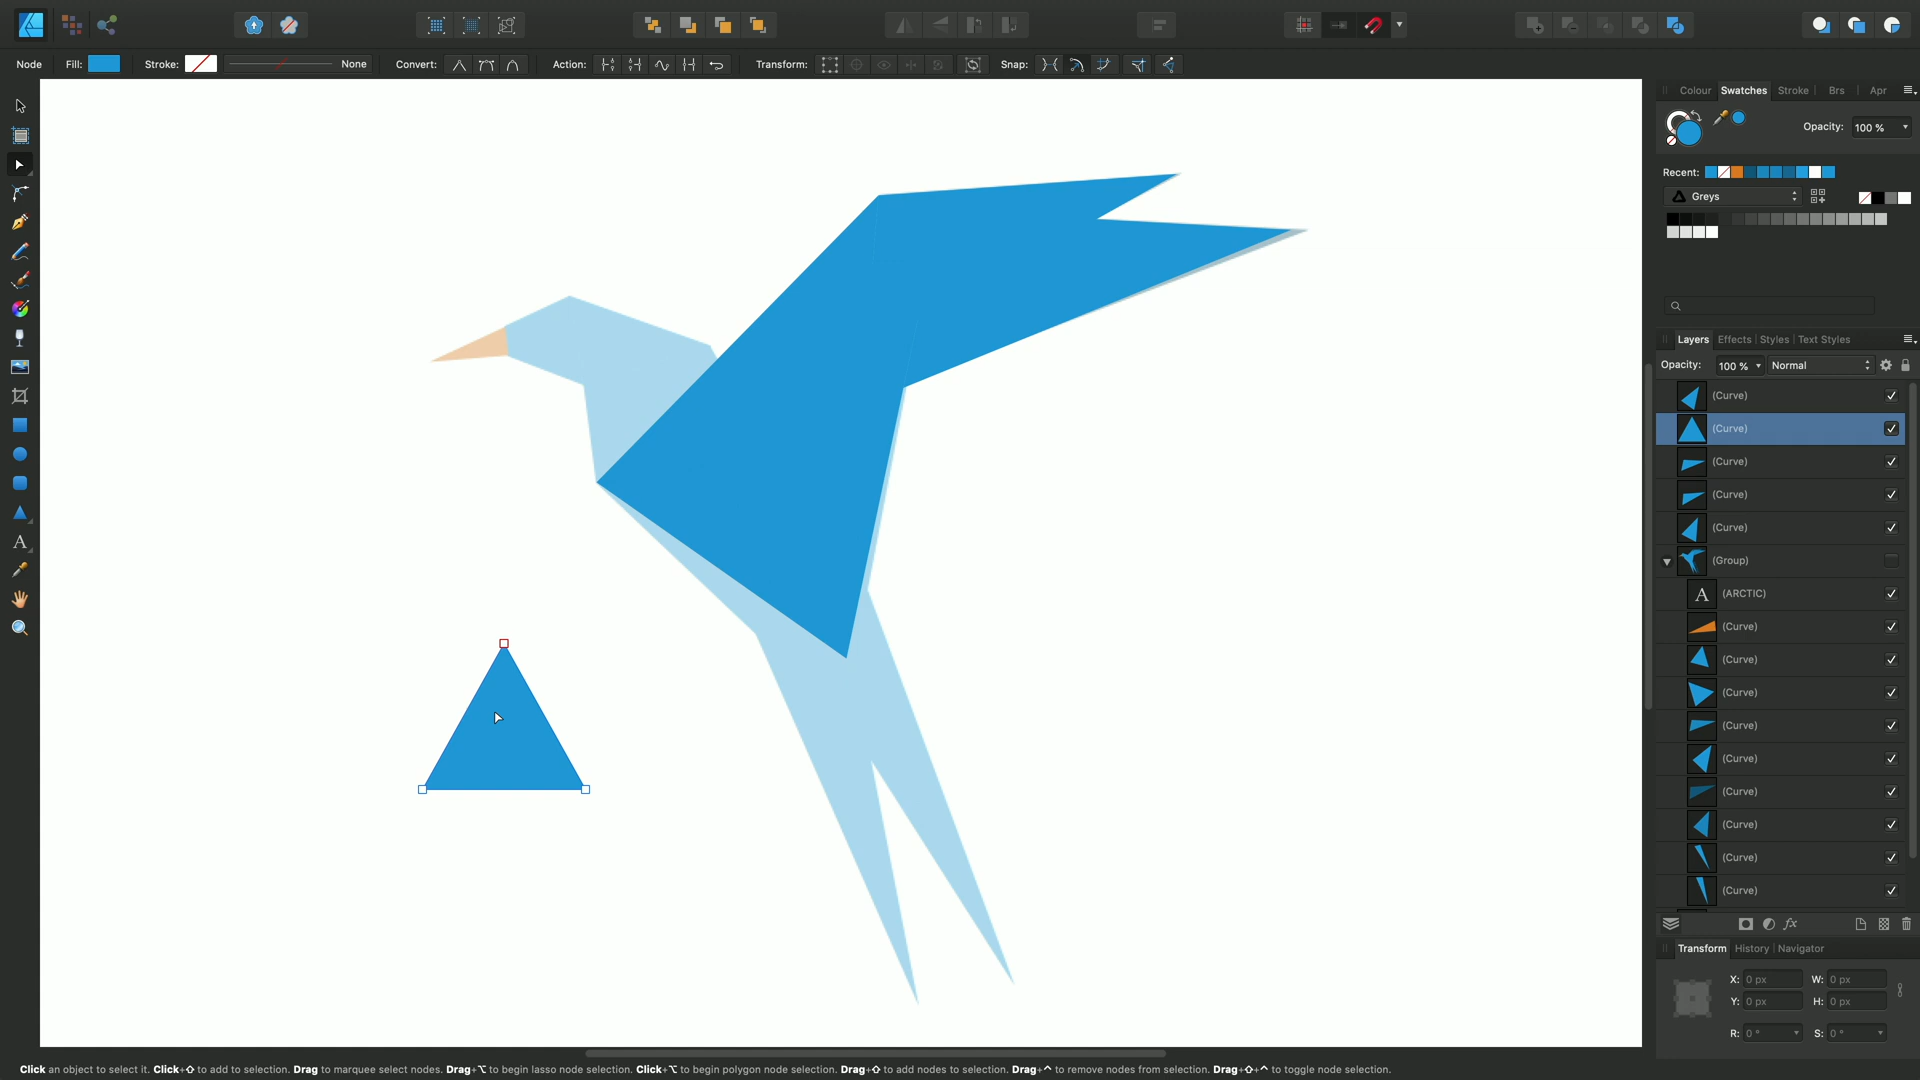 Node Fill: Stroke: None Convert: Action: Transform: Snap:
Colour Swatches Stroke Brs Apr
Opacity: 100 %
Recent:
Greys
Layers Effects Styles Text Styles
Opacity: 100 % Normal
(Curve)
(Curve)
(Curve)
(Curve)
(Curve)
(Group)
A (ARCTIC)
(Curve)
(Curve)
(Curve)
(Curve)
(Curve)
(Curve)
(Curve)
(Curve)
(Curve)
fx
Transform History Navigator
X: 0 px W: 0 px
Y: 0 px H: 0 px
R: 0 ° S: 0 °
A
Click an object to select it. Click+⇧ to add to selection. Drag to marquee select nodes. Drag+⌥ to begin lasso node selection. Click+⌥ to begin polygon node selection. Drag+⇧ to add nodes to selection. Drag+^ to remove nodes from selection. Drag+⇧+^ to toggle node selection.